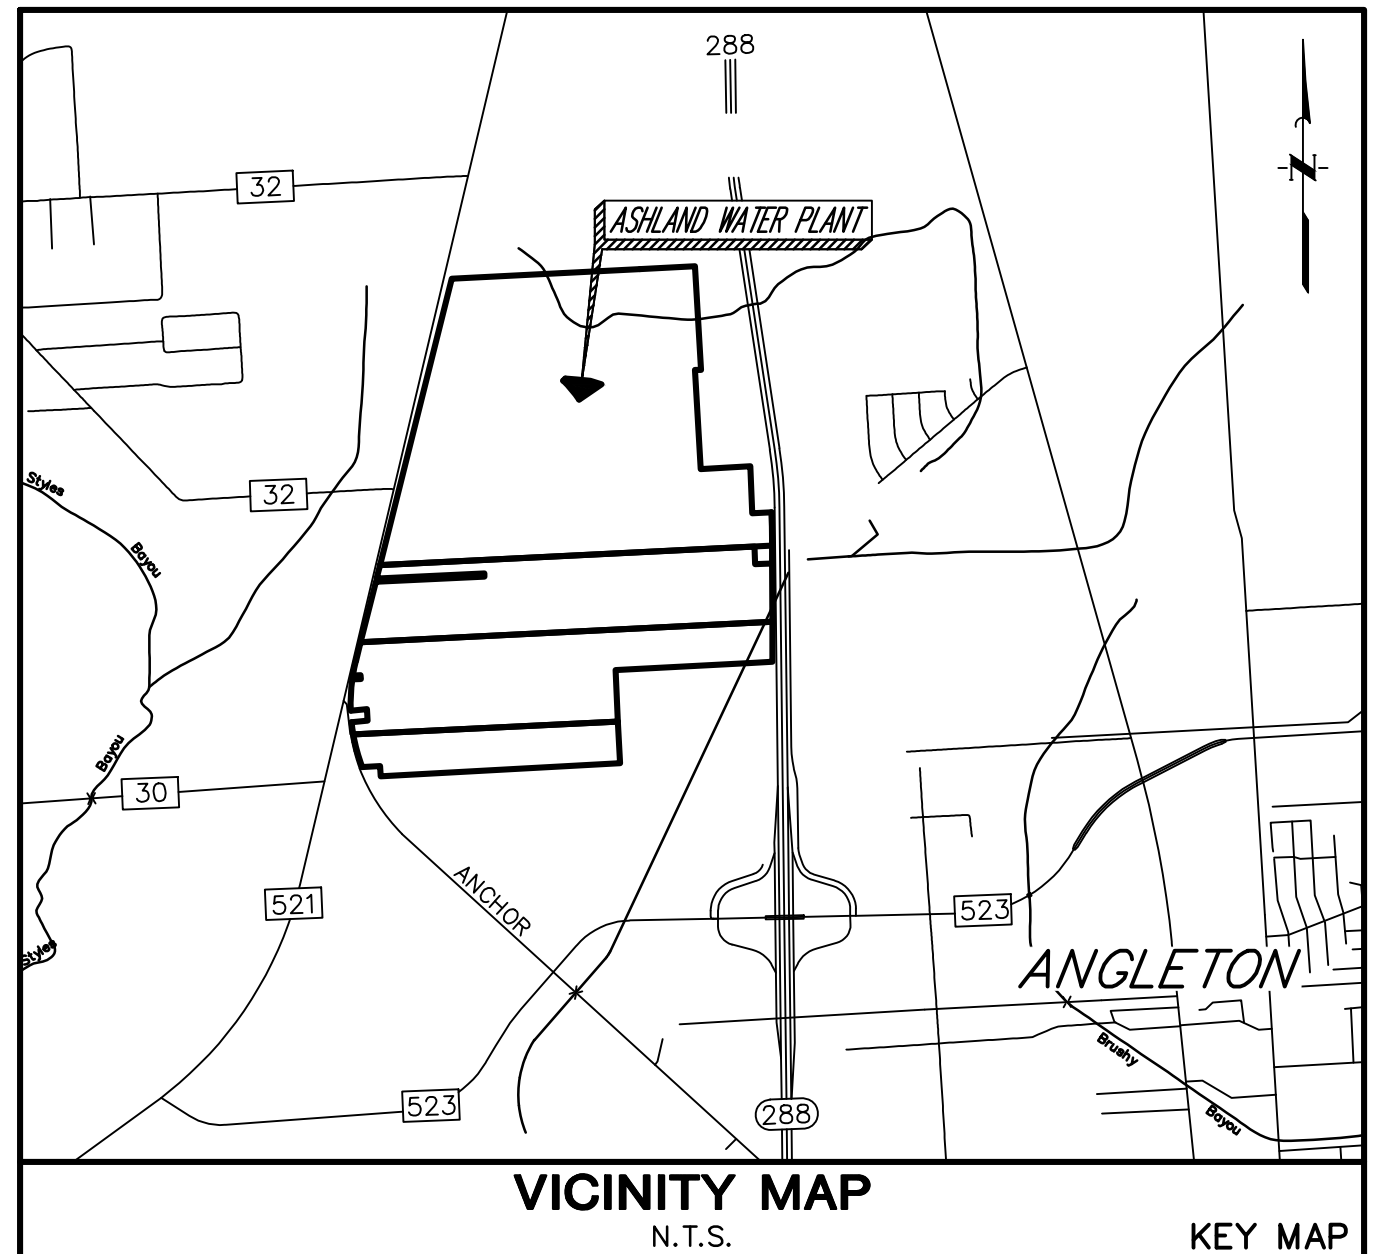 288
32
ASHLAND WATER PLANT
N
32
Styles
Bayou
Bayou
30
521
ANCHOR
523
Styles
ANGLETON
Brushy
523
288
Bayou
VICINITY MAP
N.T.S.
KEY MAP